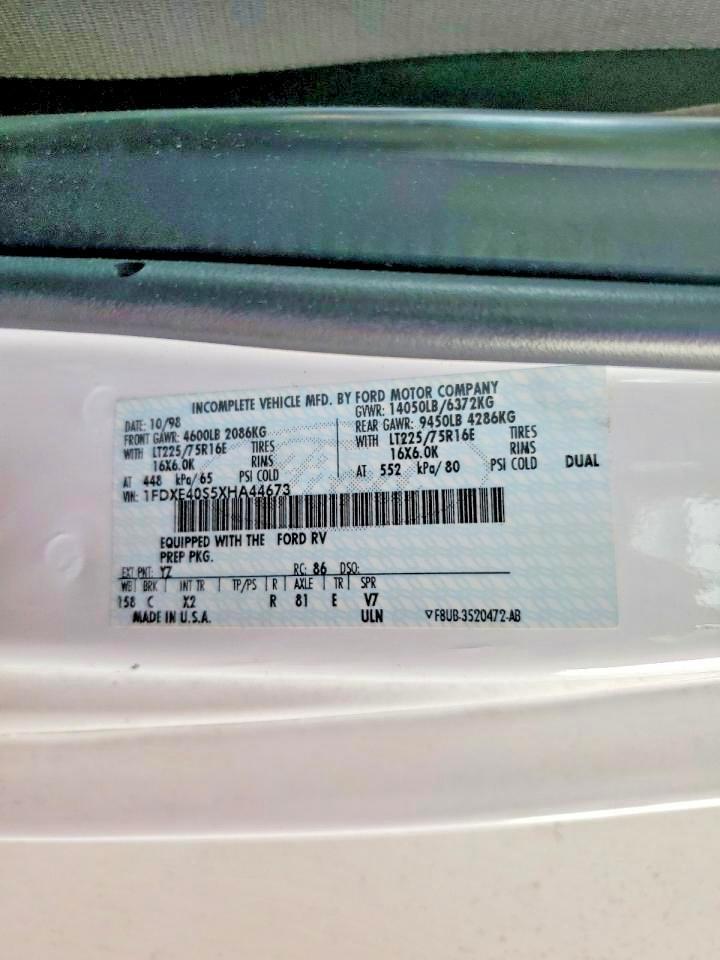 INCOMPLETE VEHICLE MFD. BY FORD MOTOR COMPANY
DATE: 10/98 GVWR: 14050LB/6372KG
FRONT GAWR: 4600LB 2086KG REAR GAWR: 9450LB 4286KG
WITH LT225/75R16E TIRES WITH LT225/75R16E TIRES
16X6.0K RINS 16X6.0K RINS
AT 448 kPa/65 PSI COLD AT 552 kPa/80 PSI COLD DUAL
VIN: 1FDXE40S5XHA44673
EQUIPPED WITH THE FORD RV
PREP PKG.
EXT PNT: YZ RC: 86 DSO:
WB BRK INT TR TP/PS R AXLE TR SPR
158 C X2 R 81 E V7
MADE IN U.S.A. ULN ▽F8UB-3520472-AB